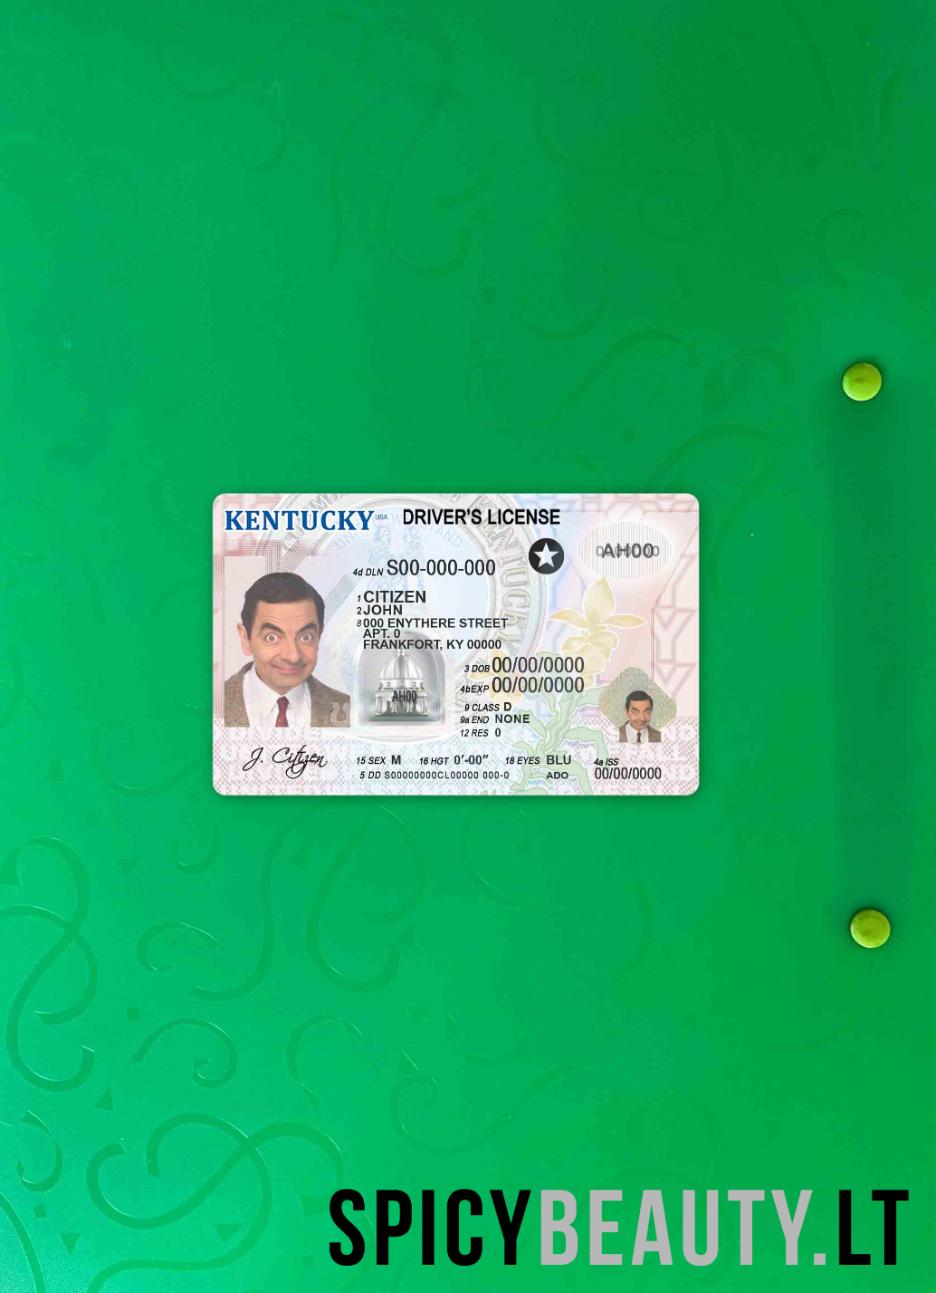 KENTUCKY USA DRIVER'S LICENSE
AH00
4d DLN S00-000-000
1 CITIZEN
2 JOHN
8 000 ENYTHERE STREET
APT. 0
FRANKFORT, KY 00000
3 DOB 00/00/0000
4b EXP 00/00/0000
AH00
9 CLASS D
9a END NONE
12 RES 0
J. Citizen
15 SEX M 16 HGT 0'-00" 18 EYES BLU 4a ISS
5 DD S00000000CL00000 000-0 ADO 00/00/0000
SPICYBEAUTY.LT